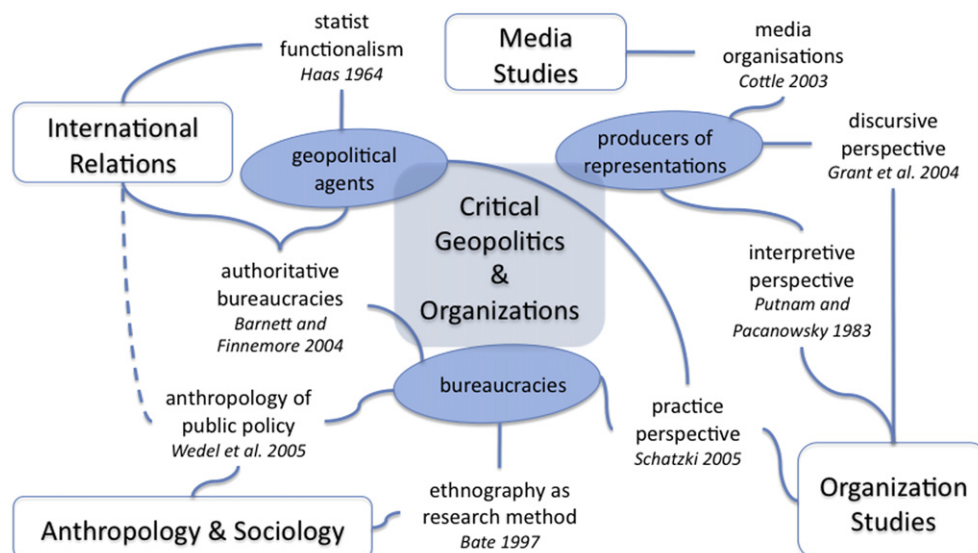 statist
functionalism
Haas 1964
Media
Studies
media
organisations
Cottle 2003
International
Relations
geopolitical
agents
producers of
representations
discursive
perspective
Grant et al. 2004
Critical
Geopolitics
&
Organizations
authoritative
bureaucracies
Barnett and
Finnemore 2004
interpretive
perspective
Putnam and
Pacanowsky 1983
bureaucracies
anthropology of
public policy
Wedel et al. 2005
practice
perspective
Schatzki 2005
ethnography as
research method
Bate 1997
Anthropology & Sociology
Organization
Studies